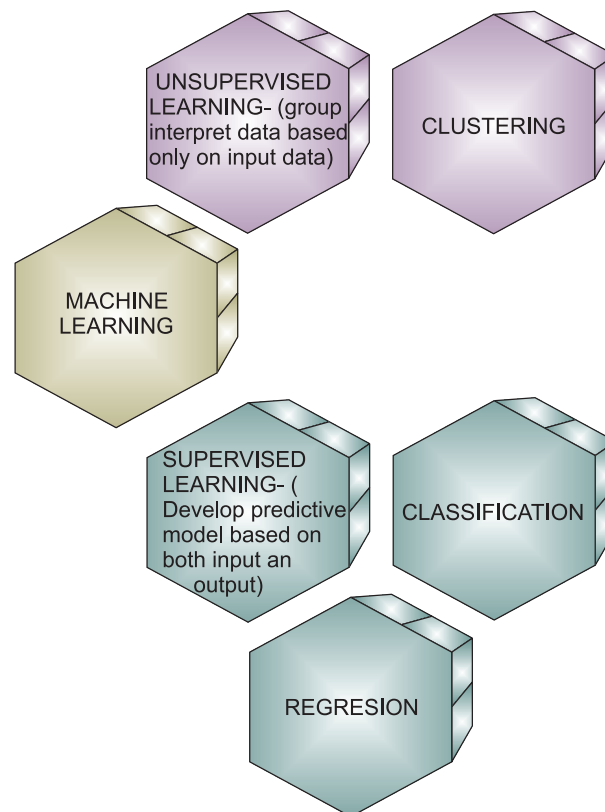 UNSUPERVISED
LEARNING- (group
interpret data based
only on input data)
CLUSTERING
MACHINE
LEARNING
SUPERVISED
LEARNING- (
Develop predictive
model based on
both input an
output)
CLASSIFICATION
REGRESION